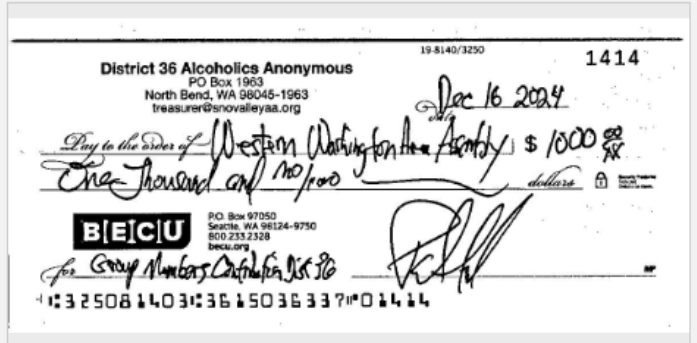 19-8140/3250
1414
District 36 Alcoholics Anonymous
PO Box 1963
North Bend, WA 98045-1963
treasurer@snovalleyaa.org
Dec 16 2024
Date
Pay to the order of Western Washington Area Assembly $ 1000 00/xx
One Thousand and no/100 dollars
BECU
P.O. Box 97050
Seattle, WA 98124-9750
800.233.2328
becu.org
for Group Members Contribution Dist 36
MP
⑆325081403⑆3615036337⑈01414